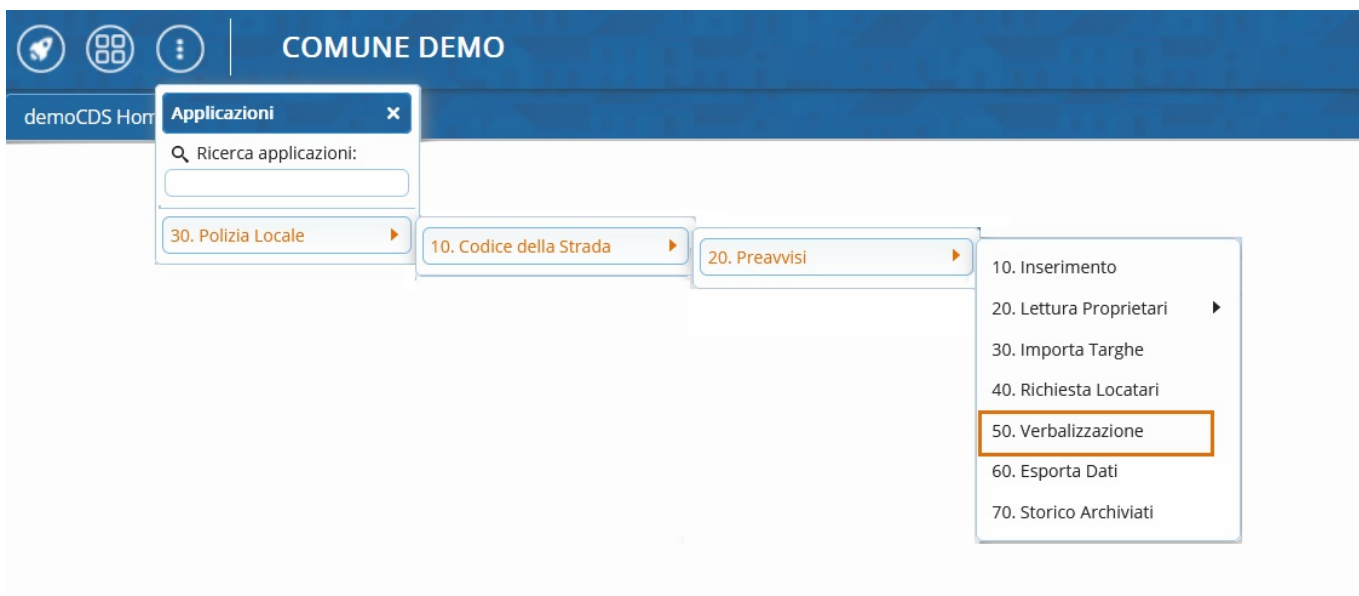 COMUNE DEMO
demoCDS Hom
Applicazioni
Ricerca applicazioni:
30. Polizia Locale
10. Codice della Strada
20. Preavvisi
10. Inserimento
20. Lettura Proprietari
30. Importa Targhe
40. Richiesta Locatari
50. Verbalizzazione
60. Esporta Dati
70. Storico Archiviati